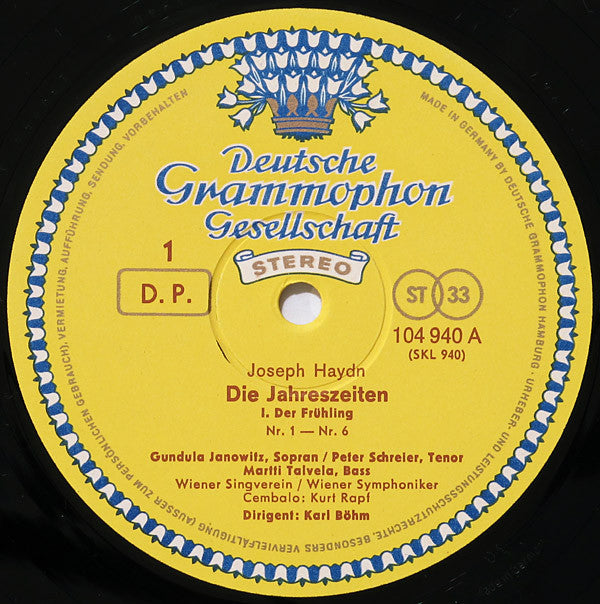 Deutsche
Grammophon
Gesellschaft
STEREO
1
D. P.
ST 33
104 940 A
(SKL 940)
Joseph Haydn
Die Jahreszeiten
I. Der Frühling
Nr. 1 — Nr. 6
Gundula Janowitz, Sopran / Peter Schreier, Tenor
Martti Talvela, Bass
Wiener Singverein / Wiener Symphoniker
Cembalo: Kurt Rapf
Dirigent: Karl Böhm
MADE IN GERMANY BY DEUTSCHE GRAMMOPHON HAMBURG · URHEBER- UND LEISTUNGSSCHUTZRECHTE, BESONDERS VERVIELFÄLTIGUNG (AUSSER ZUM PERSÖNLICHEN GEBRAUCH), VERMIETUNG, AUFFÜHRUNG, SENDUNG, VORBEHALTEN